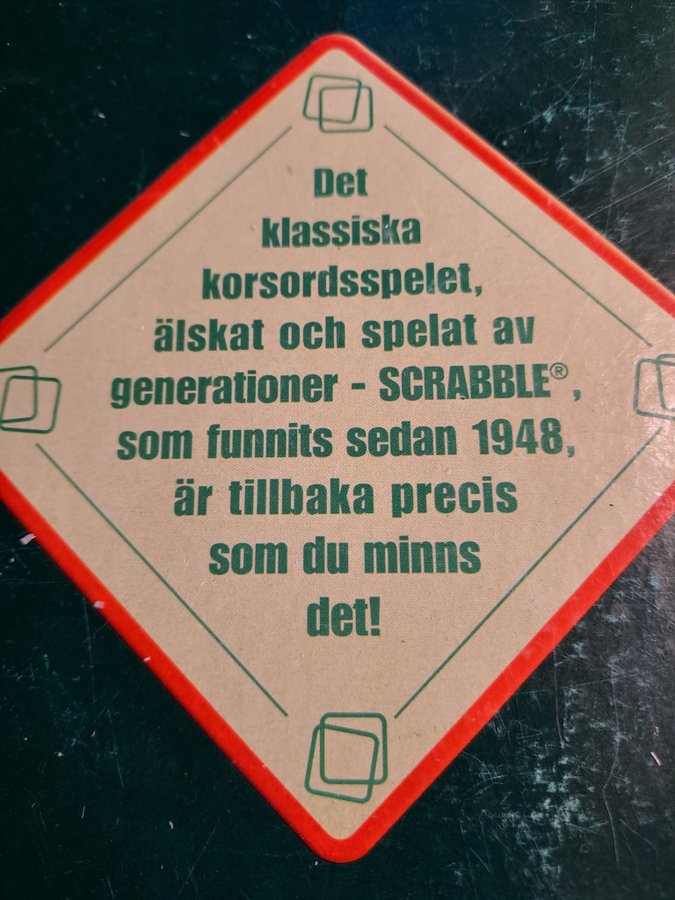 Det
klassiska
korsordsspelet,
älskat och spelat av
generationer - SCRABBLE®,
som funnits sedan 1948,
är tillbaka precis
som du minns
det!